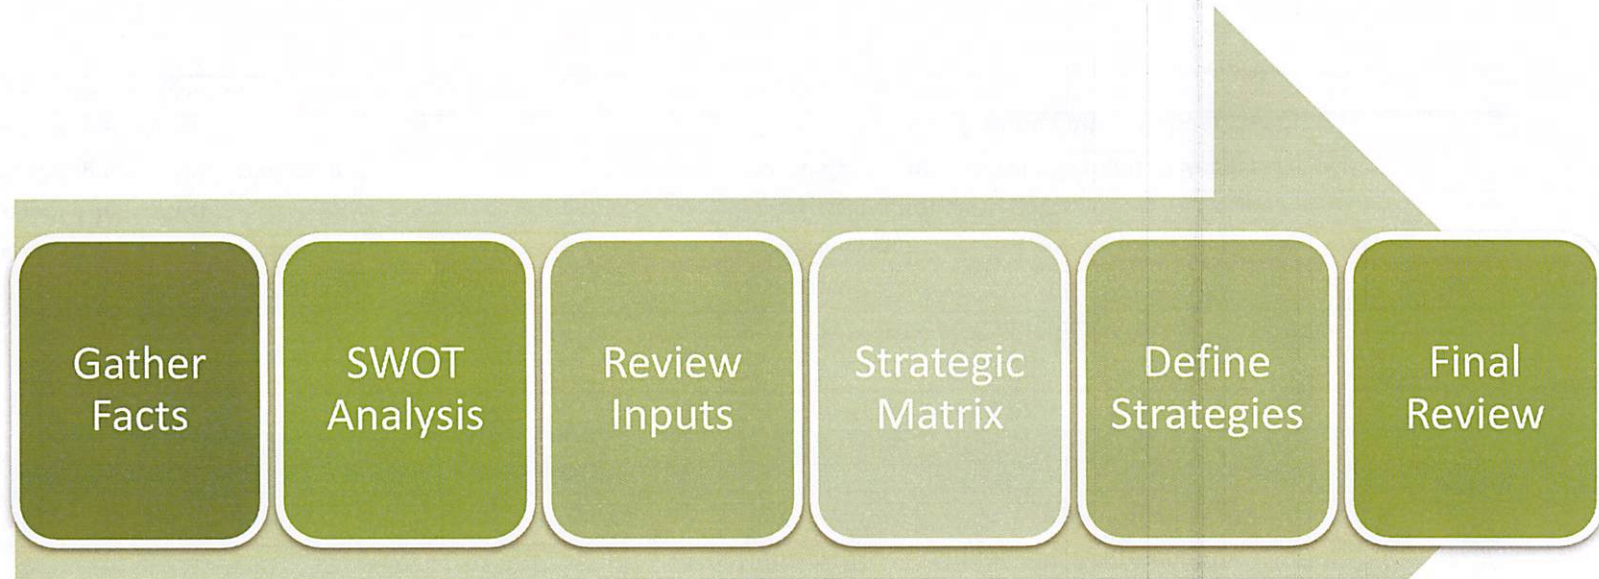 Gather
Facts
SWOT
Analysis
Review
Inputs
Strategic
Matrix
Define
Strategies
Final
Review